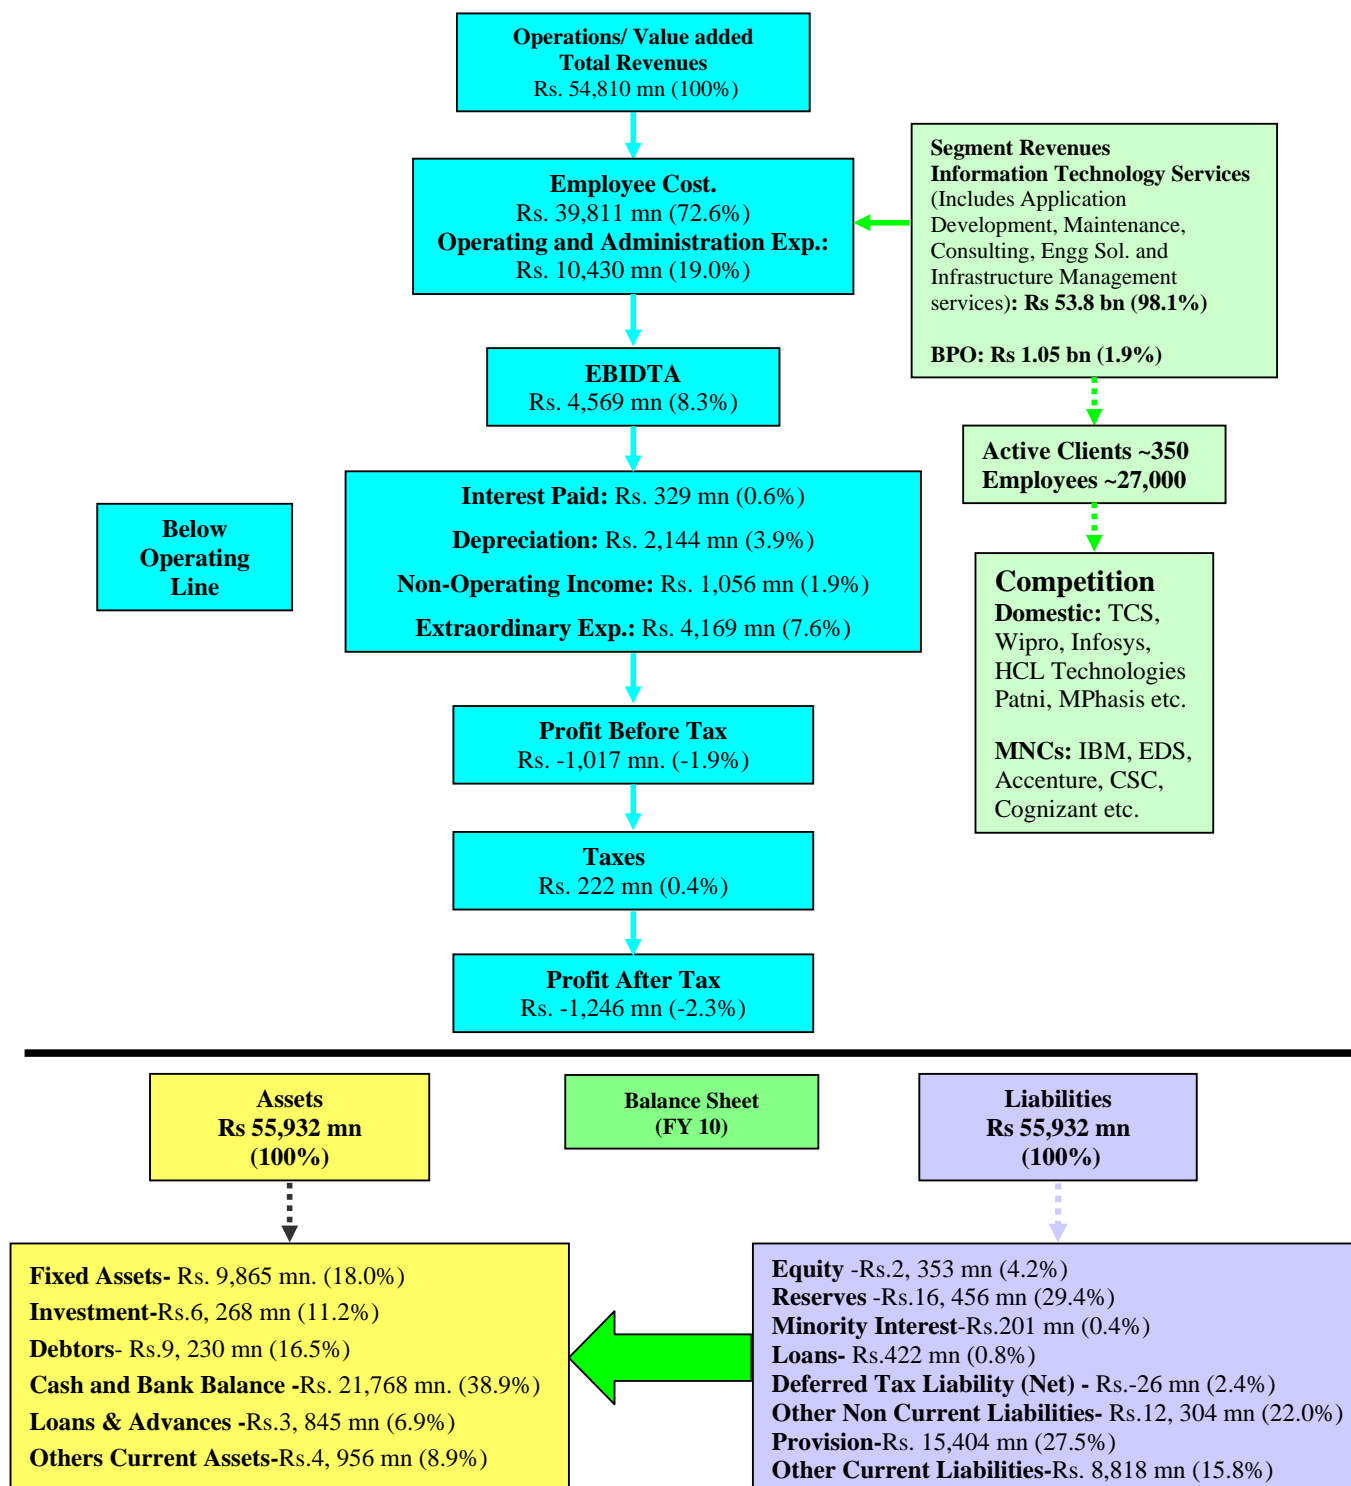 Operations/ Value added
Total Revenues
Rs. 54,810 mn (100%)
Employee Cost.
Rs. 39,811 mn (72.6%)
Operating and Administration Exp.:
Rs. 10,430 mn (19.0%)
Segment Revenues
Information Technology Services
(Includes Application
Development, Maintenance,
Consulting, Engg Sol. and
Infrastructure Management
services): Rs 53.8 bn (98.1%)
BPO: Rs 1.05 bn (1.9%)
EBIDTA
Rs. 4,569 mn (8.3%)
Active Clients ~350
Employees ~27,000
Below
Operating
Line
Interest Paid: Rs. 329 mn (0.6%)
Depreciation: Rs. 2,144 mn (3.9%)
Non-Operating Income: Rs. 1,056 mn (1.9%)
Extraordinary Exp.: Rs. 4,169 mn (7.6%)
Competition
Domestic: TCS,
Wipro, Infosys,
HCL Technologies
Patni, MPhasis etc.
MNCs: IBM, EDS,
Accenture, CSC,
Cognizant etc.
Profit Before Tax
Rs. -1,017 mn. (-1.9%)
Taxes
Rs. 222 mn (0.4%)
Profit After Tax
Rs. -1,246 mn (-2.3%)
Assets
Rs 55,932 mn
(100%)
Balance Sheet
(FY 10)
Liabilities
Rs 55,932 mn
(100%)
Fixed Assets- Rs. 9,865 mn. (18.0%)
Investment-Rs.6, 268 mn (11.2%)
Debtors- Rs.9, 230 mn (16.5%)
Cash and Bank Balance -Rs. 21,768 mn. (38.9%)
Loans & Advances -Rs.3, 845 mn (6.9%)
Others Current Assets-Rs.4, 956 mn (8.9%)
Equity -Rs.2, 353 mn (4.2%)
Reserves -Rs.16, 456 mn (29.4%)
Minority Interest-Rs.201 mn (0.4%)
Loans- Rs.422 mn (0.8%)
Deferred Tax Liability (Net) - Rs.-26 mn (2.4%)
Other Non Current Liabilities- Rs.12, 304 mn (22.0%)
Provision-Rs. 15,404 mn (27.5%)
Other Current Liabilities-Rs. 8,818 mn (15.8%)